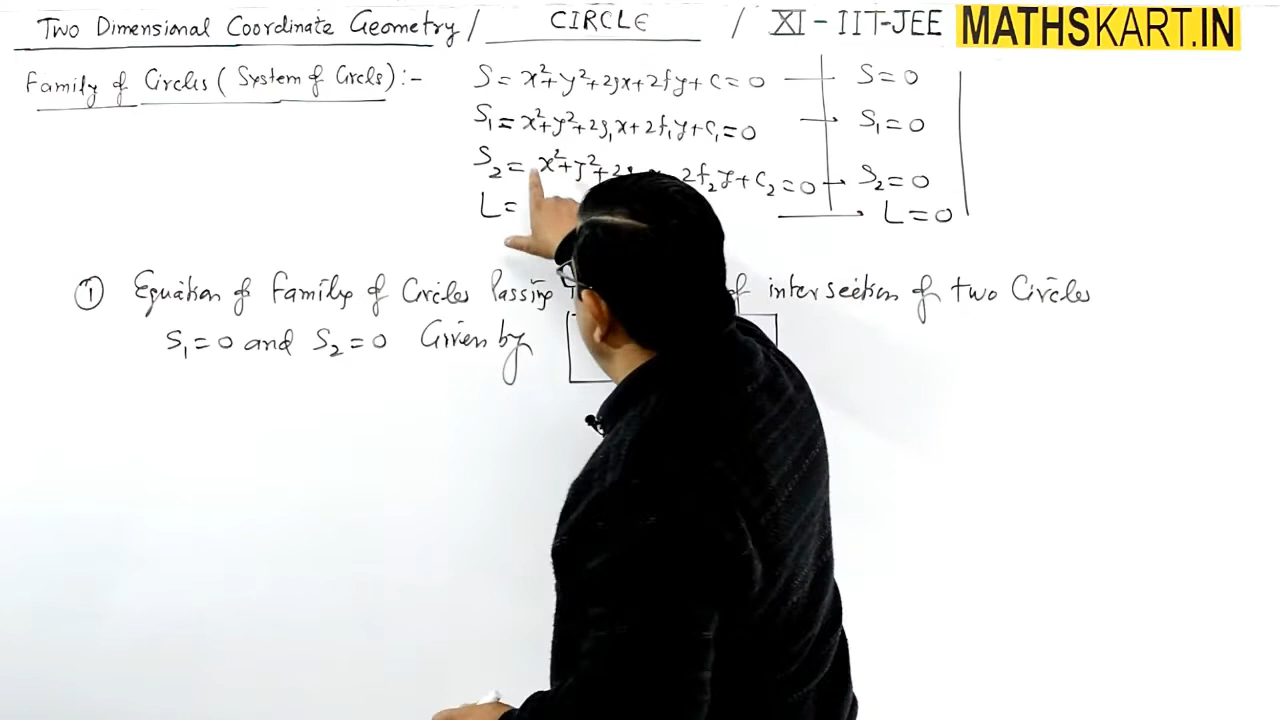 Two Dimensional Coordinate Geometry / CIRCLE / XI - IIT-JEE MATHSKART.IN
Family of Circles ( System of Circls) :-
S = x²+y²+2gx+2fy+c=0 S=0
S₁ = x²+y²+2g₁x+2f₁y+c₁=0 S₁=0
S₂ = x²+y²+2g 2f₂y+c₂=0 S₂=0
L= L=0
① Equation of Family of Circles Passing of intersection of two Circles
S₁=0 and S₂=0 Given by